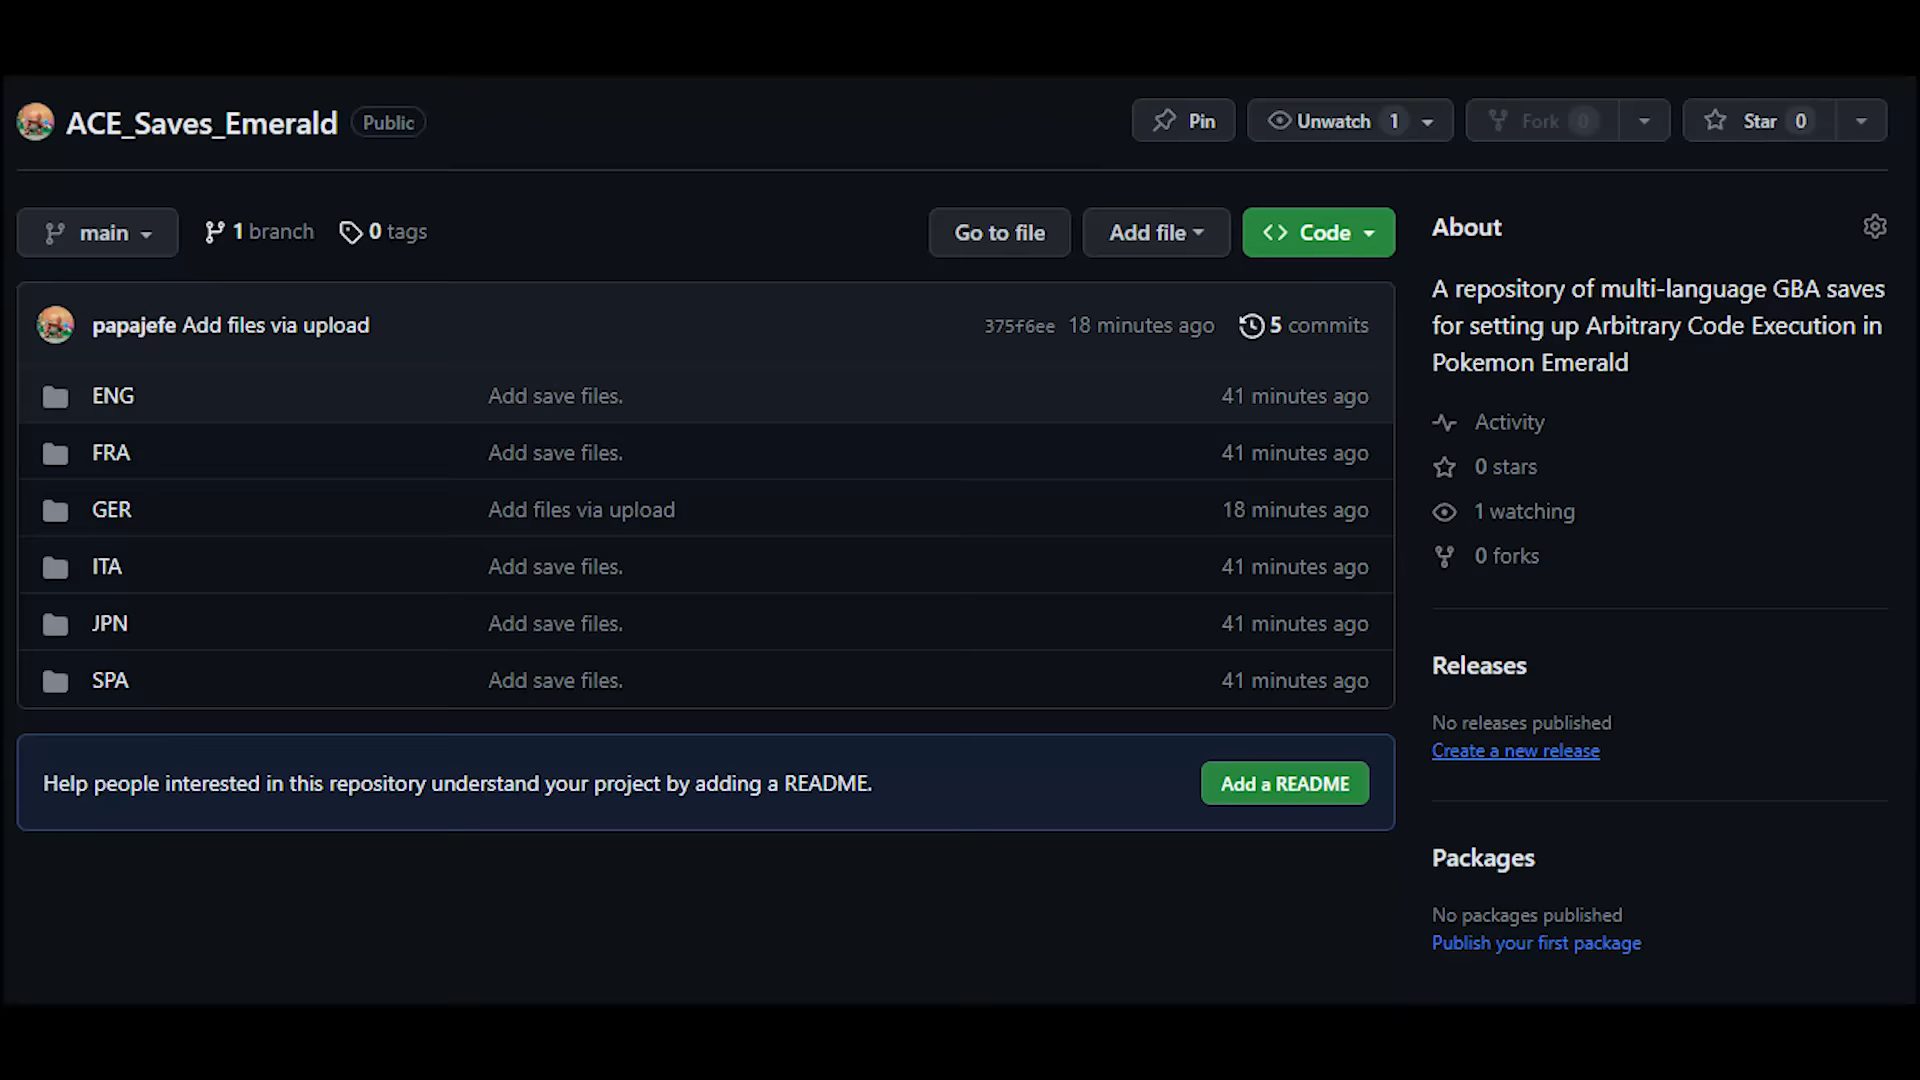 ACE_Saves_Emerald Public
Pin Unwatch 1 Fork 0 Star 0
main 1 branch 0 tags
Go to file Add file Code
papajefe Add files via upload 375f6ee 18 minutes ago 5 commits
ENG Add save files. 41 minutes ago
FRA Add save files. 41 minutes ago
GER Add files via upload 18 minutes ago
ITA Add save files. 41 minutes ago
JPN Add save files. 41 minutes ago
SPA Add save files. 41 minutes ago
Help people interested in this repository understand your project by adding a README. Add a README
About
A repository of multi-language GBA saves
for setting up Arbitrary Code Execution in
Pokemon Emerald
Activity
0 stars
1 watching
0 forks
Releases
No releases published
Create a new release
Packages
No packages published
Publish your first package